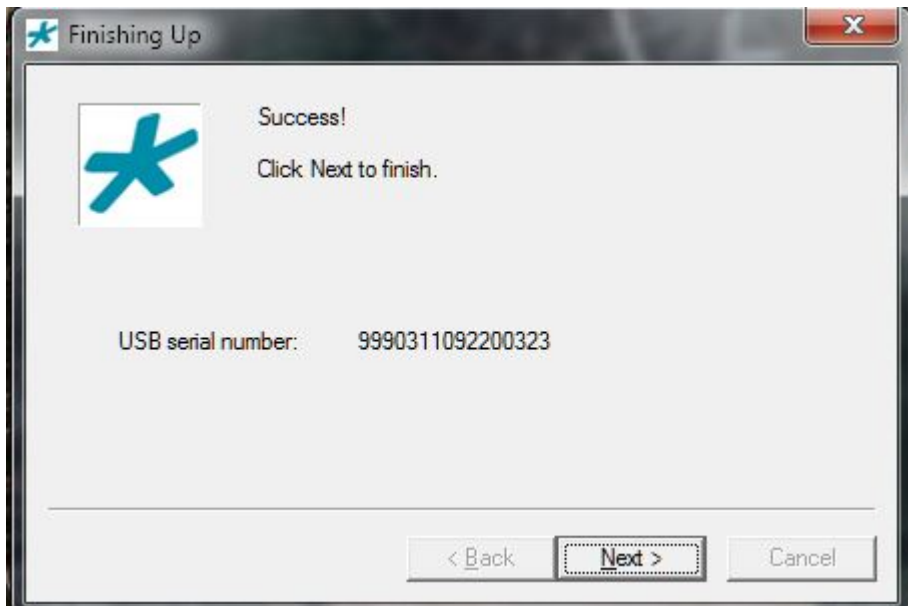 Finishing Up
Success!
Click Next to finish.
USB serial number: 9990311092200323
< Back Next > Cancel